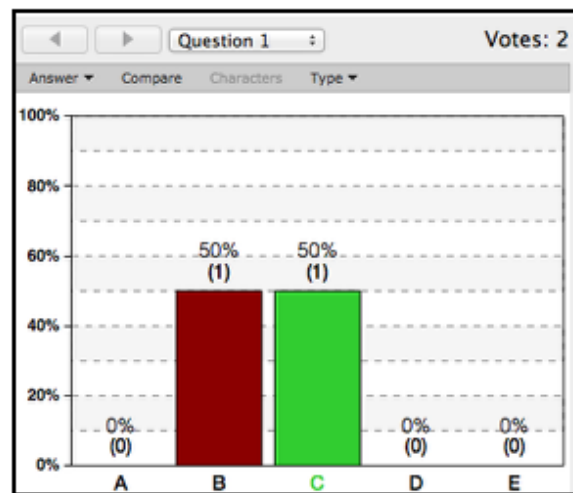 Question 1 Votes: 2
Answer Compare Characters Type
100%
80%
60%
50% 50%
(1) (1)
40%
20%
0% 0% 0%
(0) (0) (0)
0%
A B C D E